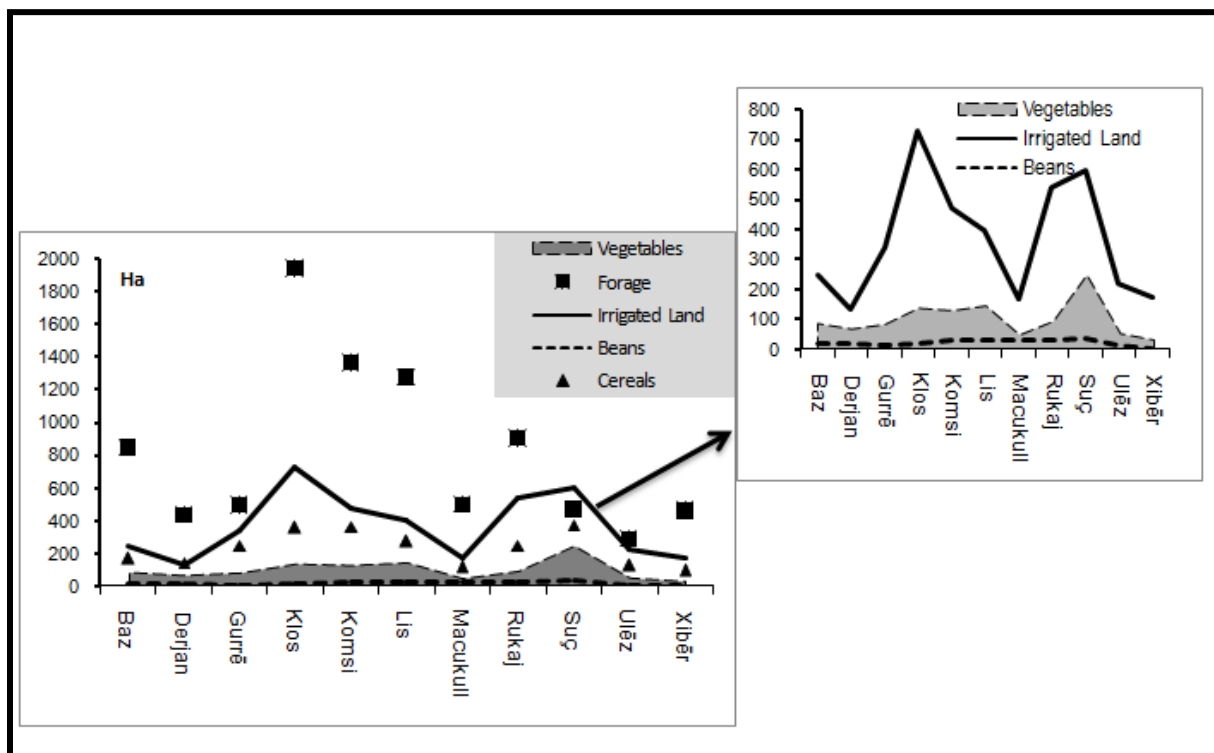 Ha
2000
1800
1600
1400
1200
1000
800
600
400
200
0
Baz
Derjan
Gurrë
Klos
Komsi
Lis
Macukull
Rukaj
Suç
Ulëz
Xibër
Vegetables
Forage
Irrigated Land
Beans
Cereals
800
700
600
500
400
300
200
100
0
Baz
Derjan
Gurrë
Klos
Komsi
Lis
Macukull
Rukaj
Suç
Ulëz
Xibër
Vegetables
Irrigated Land
Beans